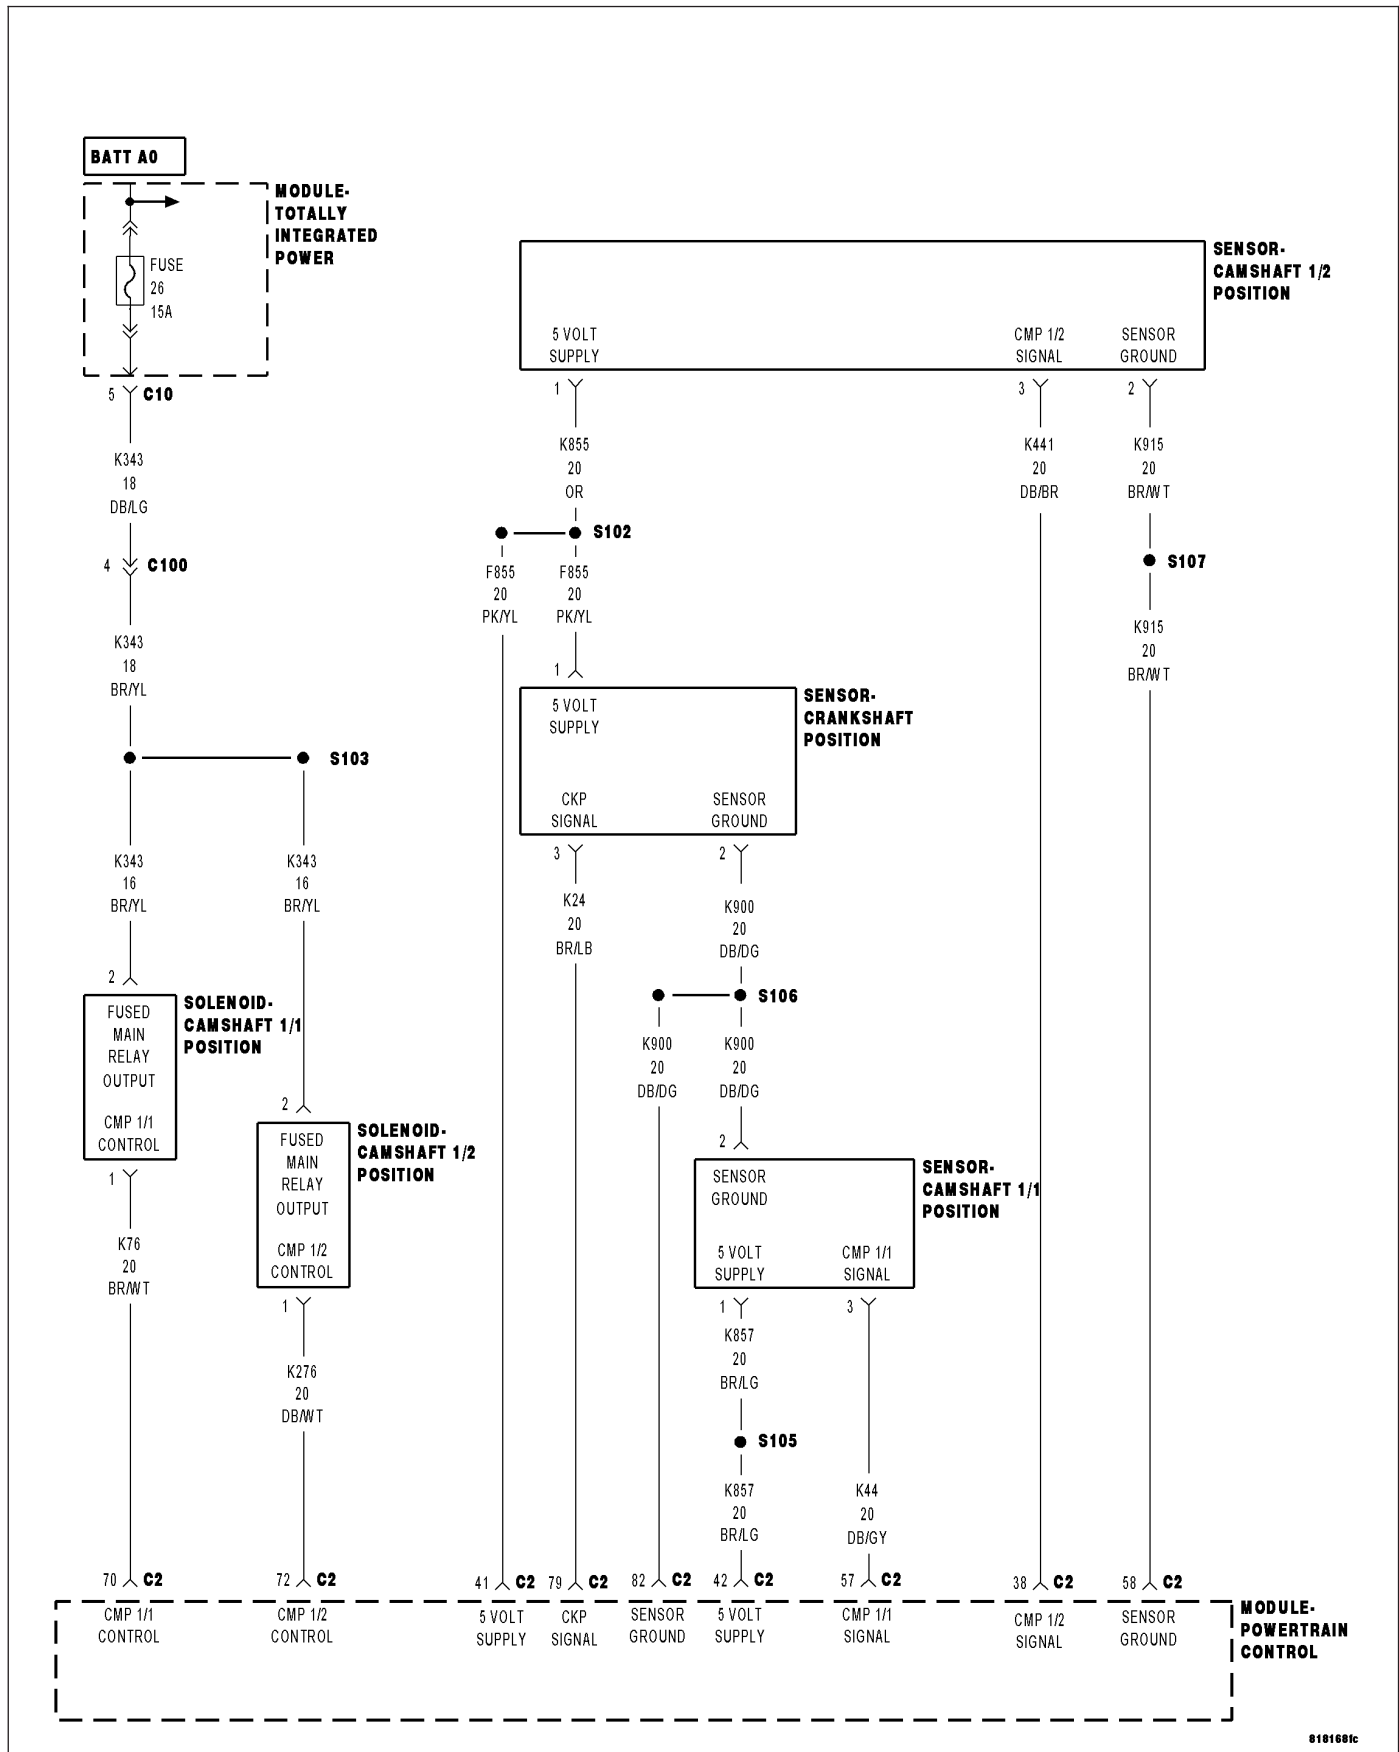 BATT A0
MODULE-
TOTALLY
INTEGRATED
POWER
FUSE
26
15A
5 C10
K343
18
DB/LG
4 C100
K343
18
BR/YL
S103
K343
16
BR/YL
K343
16
BR/YL
2
FUSED
MAIN
RELAY
OUTPUT
CMP 1/1
CONTROL
SOLENOID-
CAMSHAFT 1/1
POSITION
1
K76
20
BR/WT
2
FUSED
MAIN
RELAY
OUTPUT
CMP 1/2
CONTROL
SOLENOID-
CAMSHAFT 1/2
POSITION
1
K276
20
DB/WT
SENSOR-
CAMSHAFT 1/2
POSITION
5 VOLT
SUPPLY
CMP 1/2
SIGNAL
SENSOR
GROUND
1
3
2
K855
20
OR
K441
20
DB/BR
K915
20
BR/WT
S102
S107
F855
20
PK/YL
F855
20
PK/YL
K915
20
BR/WT
1
5 VOLT
SUPPLY
SENSOR-
CRANKSHAFT
POSITION
CKP
SIGNAL
SENSOR
GROUND
3
2
K24
20
BR/LB
K900
20
DB/DG
S106
K900
20
DB/DG
K900
20
DB/DG
2
SENSOR
GROUND
SENSOR-
CAMSHAFT 1/1
POSITION
5 VOLT
SUPPLY
CMP 1/1
SIGNAL
1
3
K857
20
BR/LG
S105
K857
20
BR/LG
K44
20
DB/GY
70 C2
72 C2
41 C2
79 C2
82 C2
42 C2
57 C2
38 C2
58 C2
CMP 1/1
CONTROL
CMP 1/2
CONTROL
5 VOLT
SUPPLY
CKP
SIGNAL
SENSOR
GROUND
5 VOLT
SUPPLY
CMP 1/1
SIGNAL
CMP 1/2
SIGNAL
SENSOR
GROUND
MODULE-
POWERTRAIN
CONTROL
818168fc